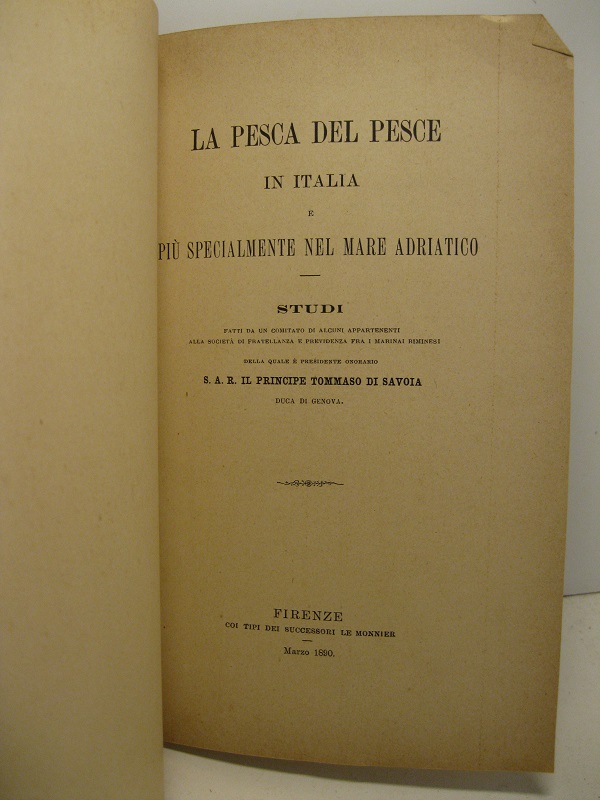 LA PESCA DEL PESCE
IN ITALIA
E
PIÙ SPECIALMENTE NEL MARE ADRIATICO
STUDI
FATTI DA UN COMITATO DI ALCUNI APPARTENENTI
ALLA SOCIETÀ DI FRATELLANZA E PREVIDENZA FRA I MARINAI RIMINESI
DELLA QUALE È PRESIDENTE ONORARIO
S. A. R. IL PRINCIPE TOMMASO DI SAVOIA
DUCA DI GENOVA.
FIRENZE
COI TIPI DEI SUCCESSORI LE MONNIER
Marzo 1890.